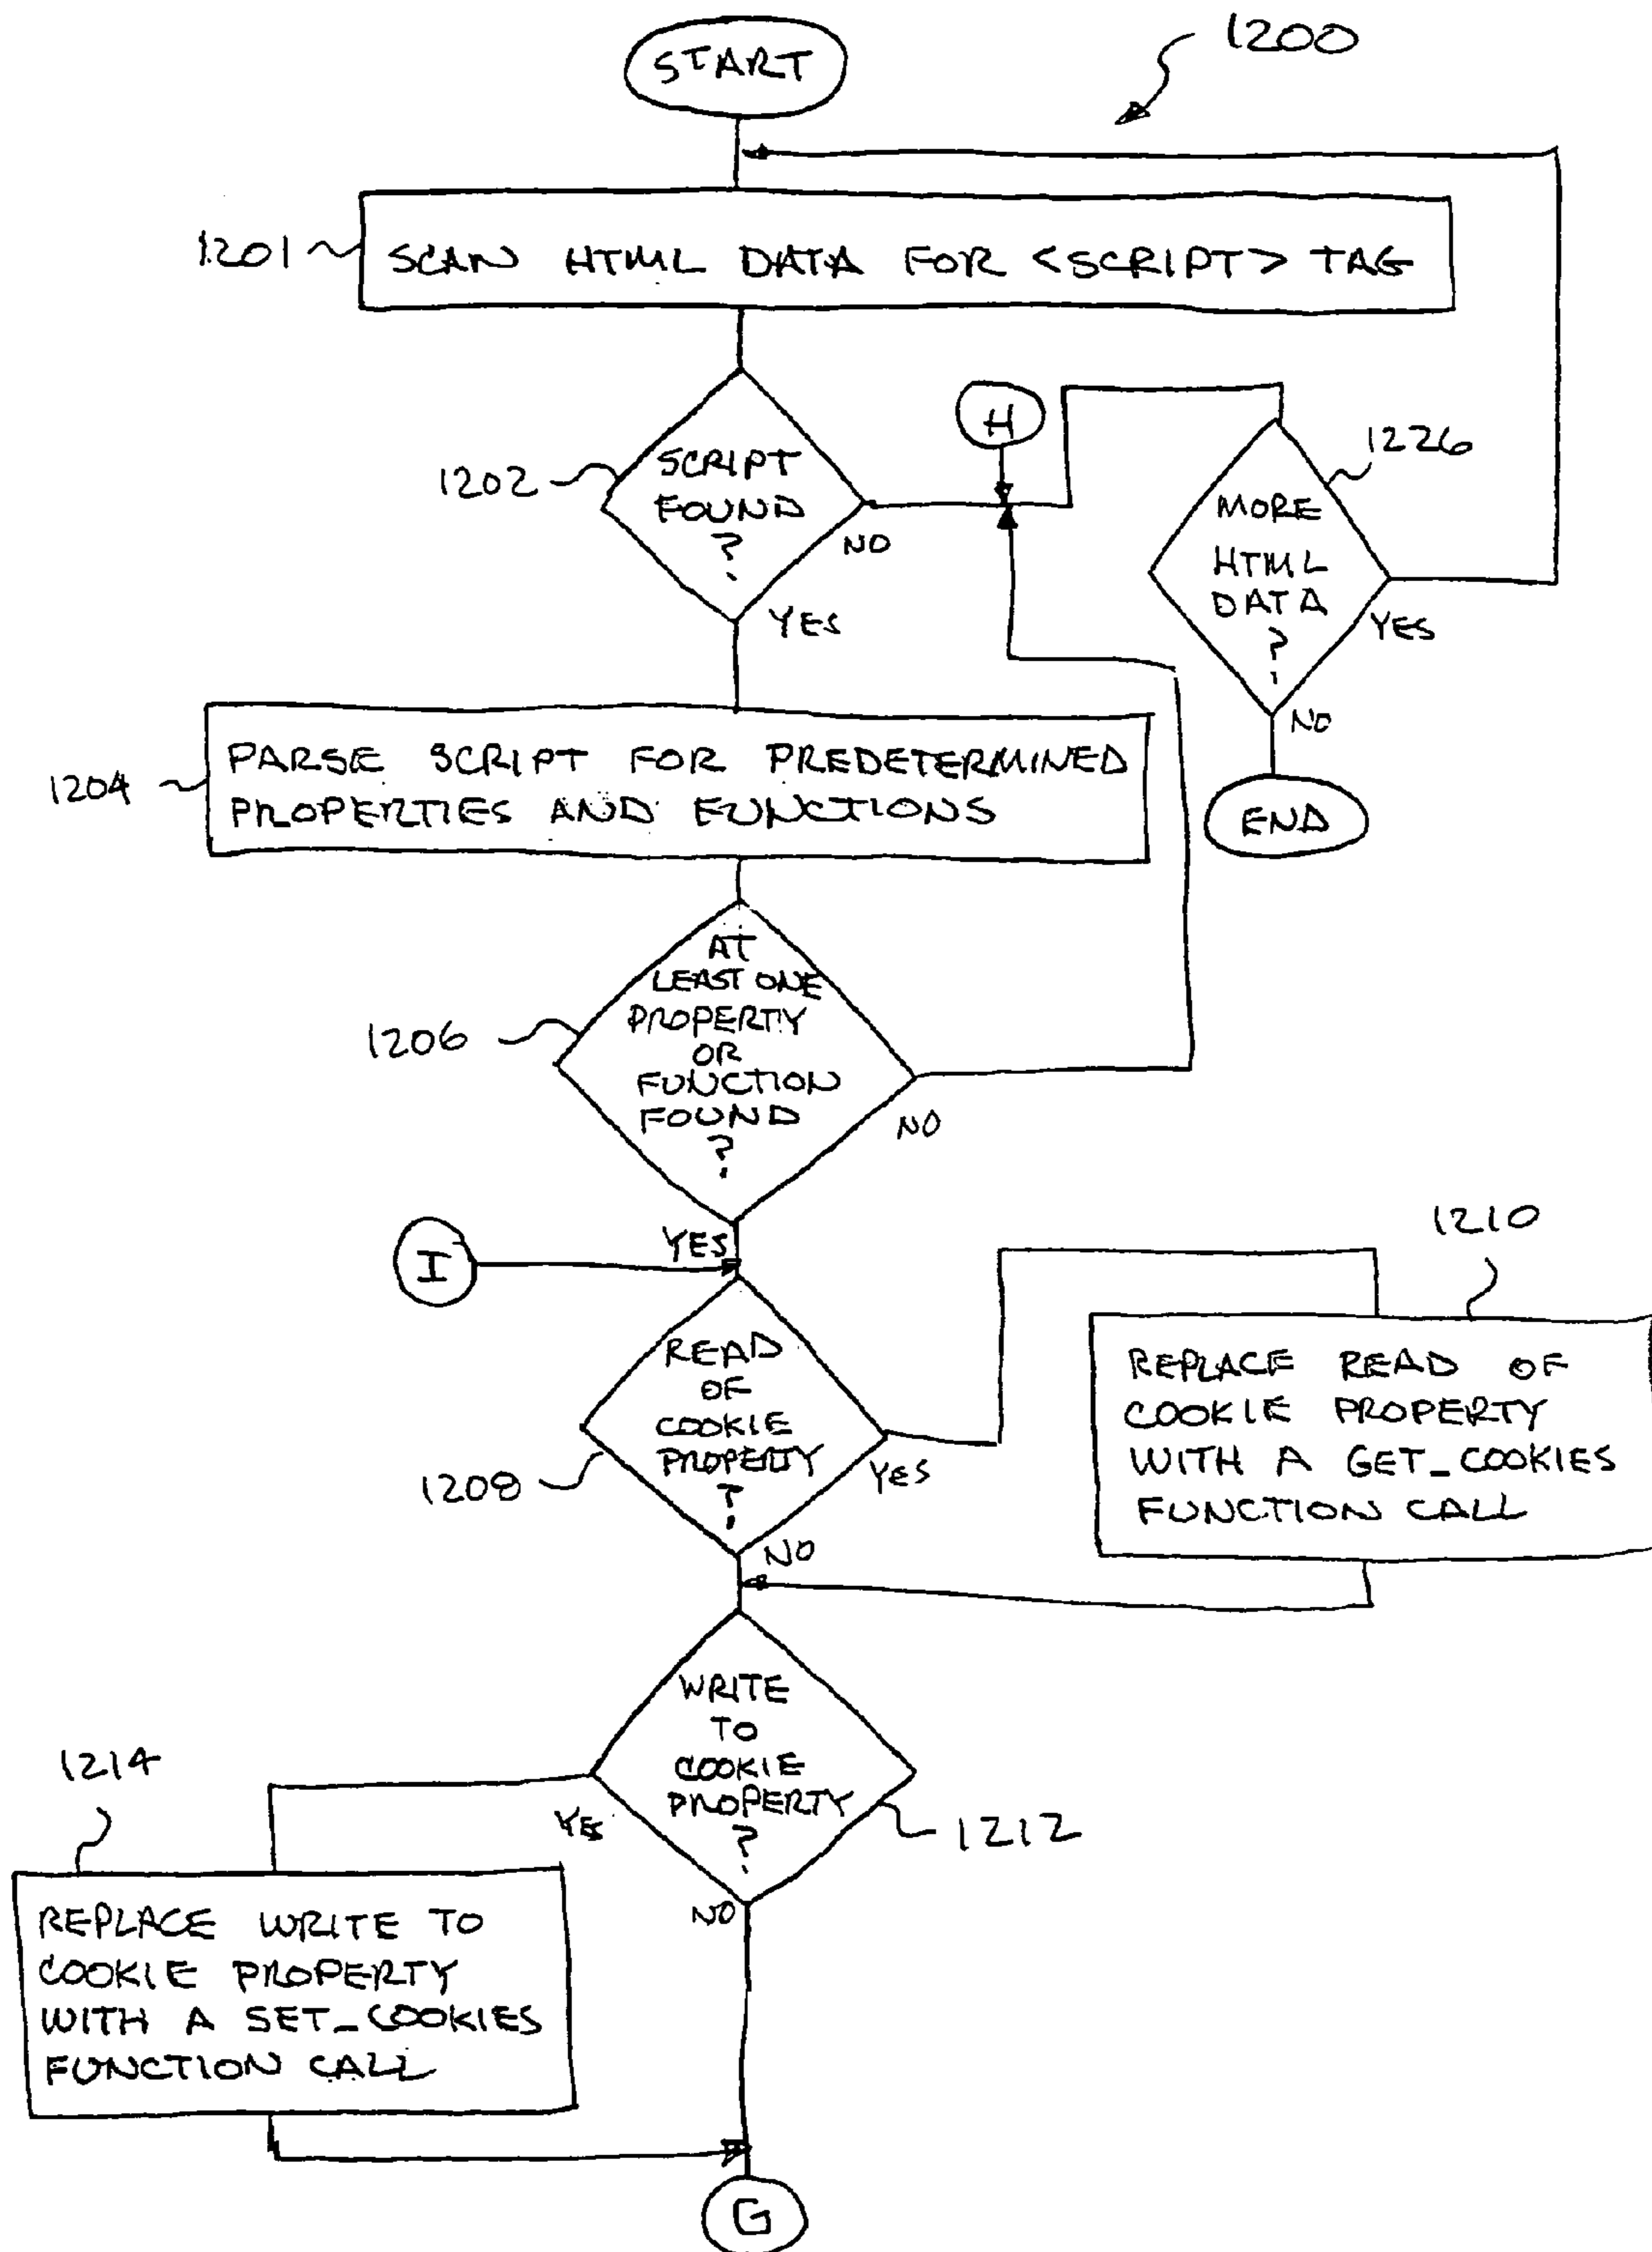 START
1200
1201
SCAN HTML DATA FOR <SCRIPT> TAG
H
1202
SCRIPT
FOUND
?
NO
YES
1226
MORE
HTML
DATA
?
YES
NO
END
1204
PARSE SCRIPT FOR PREDETERMINED
PROPERTIES AND FUNCTIONS
1206
AT
LEAST ONE
PROPERTY
OR
FUNCTION
FOUND
?
NO
YES
I
1208
READ
OF
COOKIE
PROPERTY
?
YES
NO
1210
REPLACE READ OF
COOKIE PROPERTY
WITH A GET_COOKIES
FUNCTION CALL
WRITE
TO
COOKIE
PROPERTY
?
1212
YES
NO
1214
REPLACE WRITE TO
COOKIE PROPERTY
WITH A SET_COOKIES
FUNCTION CALL
G